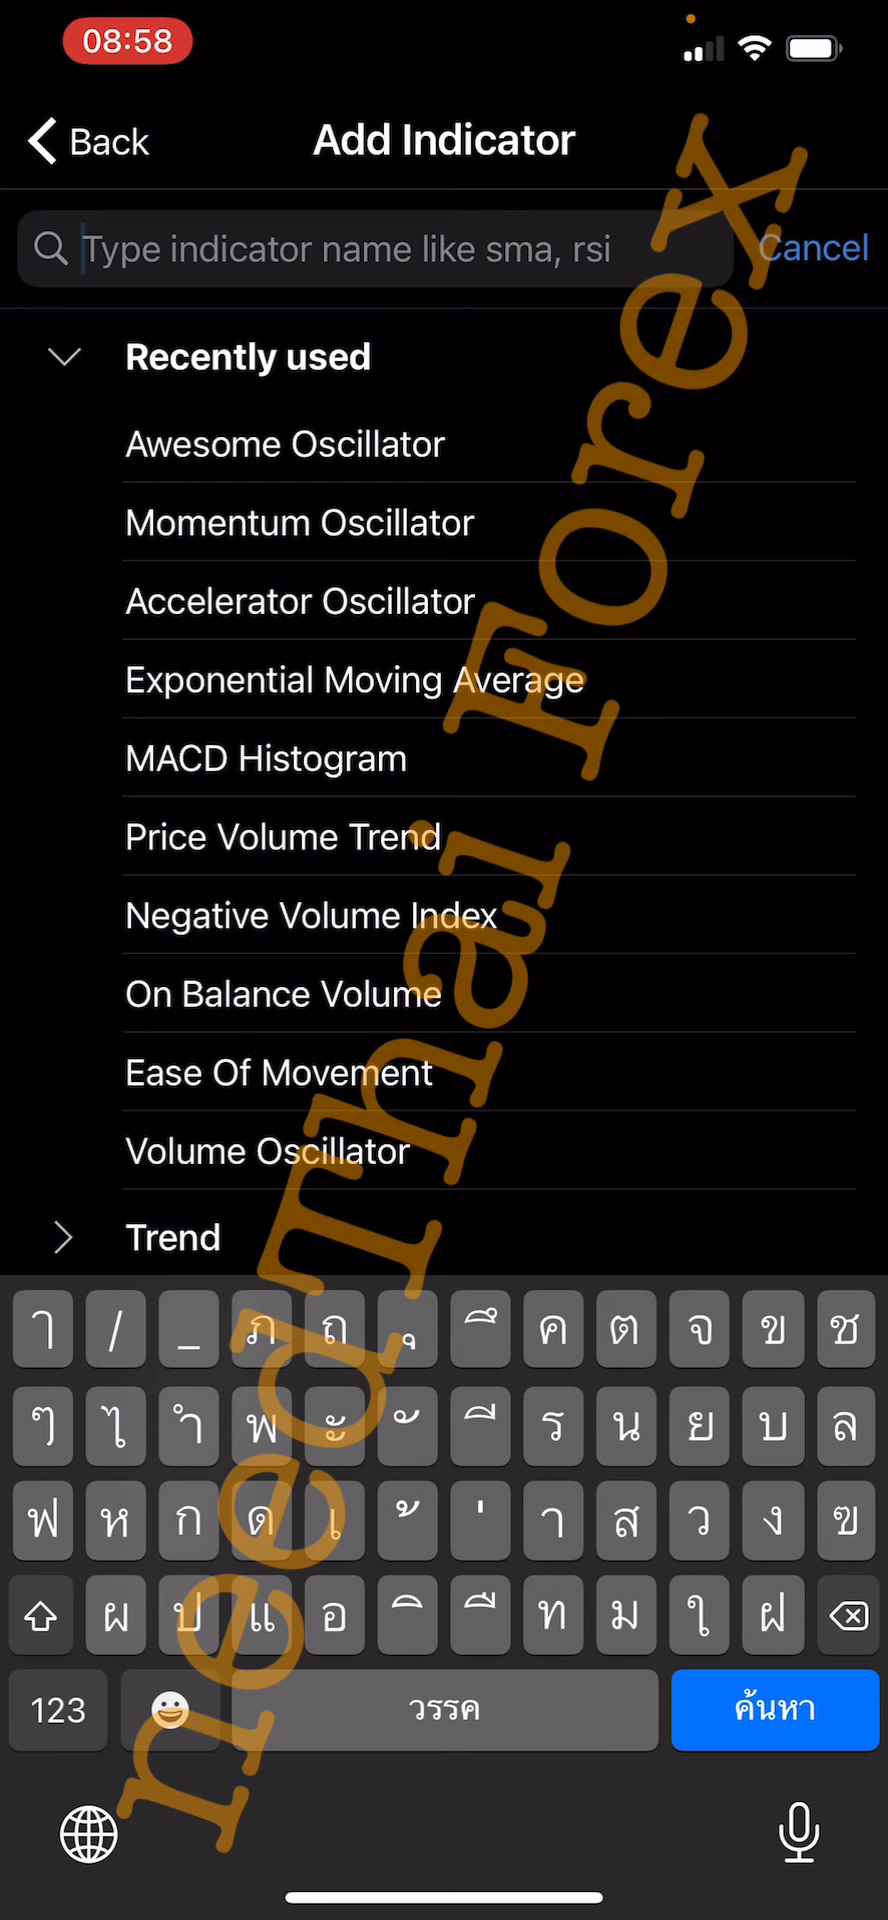 08:58
Back
Add Indicator
Type indicator name like sma, rsi
Cancel
Recently used
Awesome Oscillator
Momentum Oscillator
Accelerator Oscillator
Exponential Moving Average
MACD Histogram
Price Volume Trend
Negative Volume Index
On Balance Volume
Ease Of Movement
Volume Oscillator
Trend
ๅ / _ ภ ถ ุ ึ ค ต จ ข ช
ๆ ไ ำ พ ะ ั ี ร น ย บ ล
ฟ ห ก ด เ ้ ่ า ส ว ง ฃ
ผ ป แ อ ิ ื ท ม ใ ฝ
123
วรรค
ค้นหา
needThai Forex